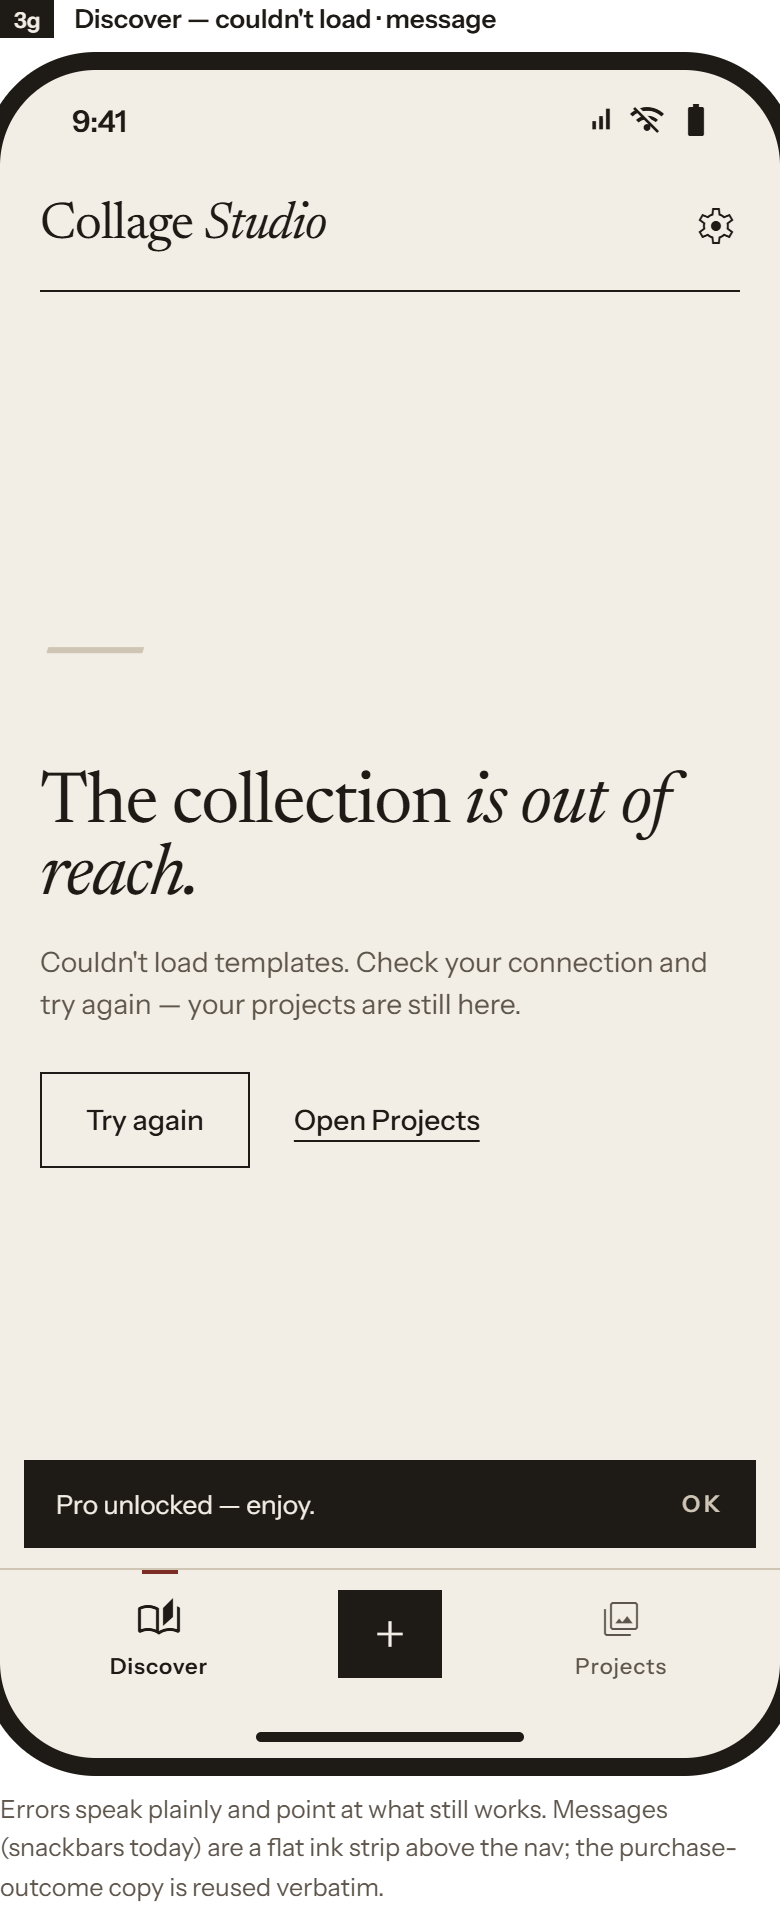 3g Discover — couldn't load · message
9:41
Collage Studio
The collection is out of
reach.
Couldn't load templates. Check your connection and
try again — your projects are still here.
Try again Open Projects
Pro unlocked — enjoy. OK
Discover Projects
Errors speak plainly and point at what still works. Messages
(snackbars today) are a flat ink strip above the nav; the purchase-
outcome copy is reused verbatim.